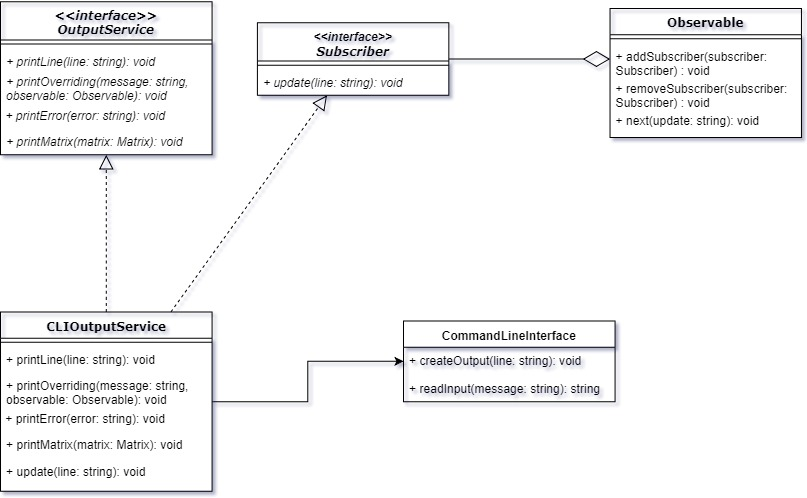 <<interface>>
OutputService
+ printLine(line: string): void
+ printOverriding(message: string,
observable: Observable): void
+ printError(error: string): void
+ printMatrix(matrix: Matrix): void
<<interface>>
Subscriber
+ update(line: string): void
Observable
+ addSubscriber(subscriber:
Subscriber) : void
+ removeSubscriber(subscriber:
Subscriber) : void
+ next(update: string): void
CLIOutputService
+ printLine(line: string): void
+ printOverriding(message: string,
observable: Observable): void
+ printError(error: string): void
+ printMatrix(matrix: Matrix): void
+ update(line: string): void
CommandLineInterface
+ createOutput(line: string): void
+ readInput(message: string): string